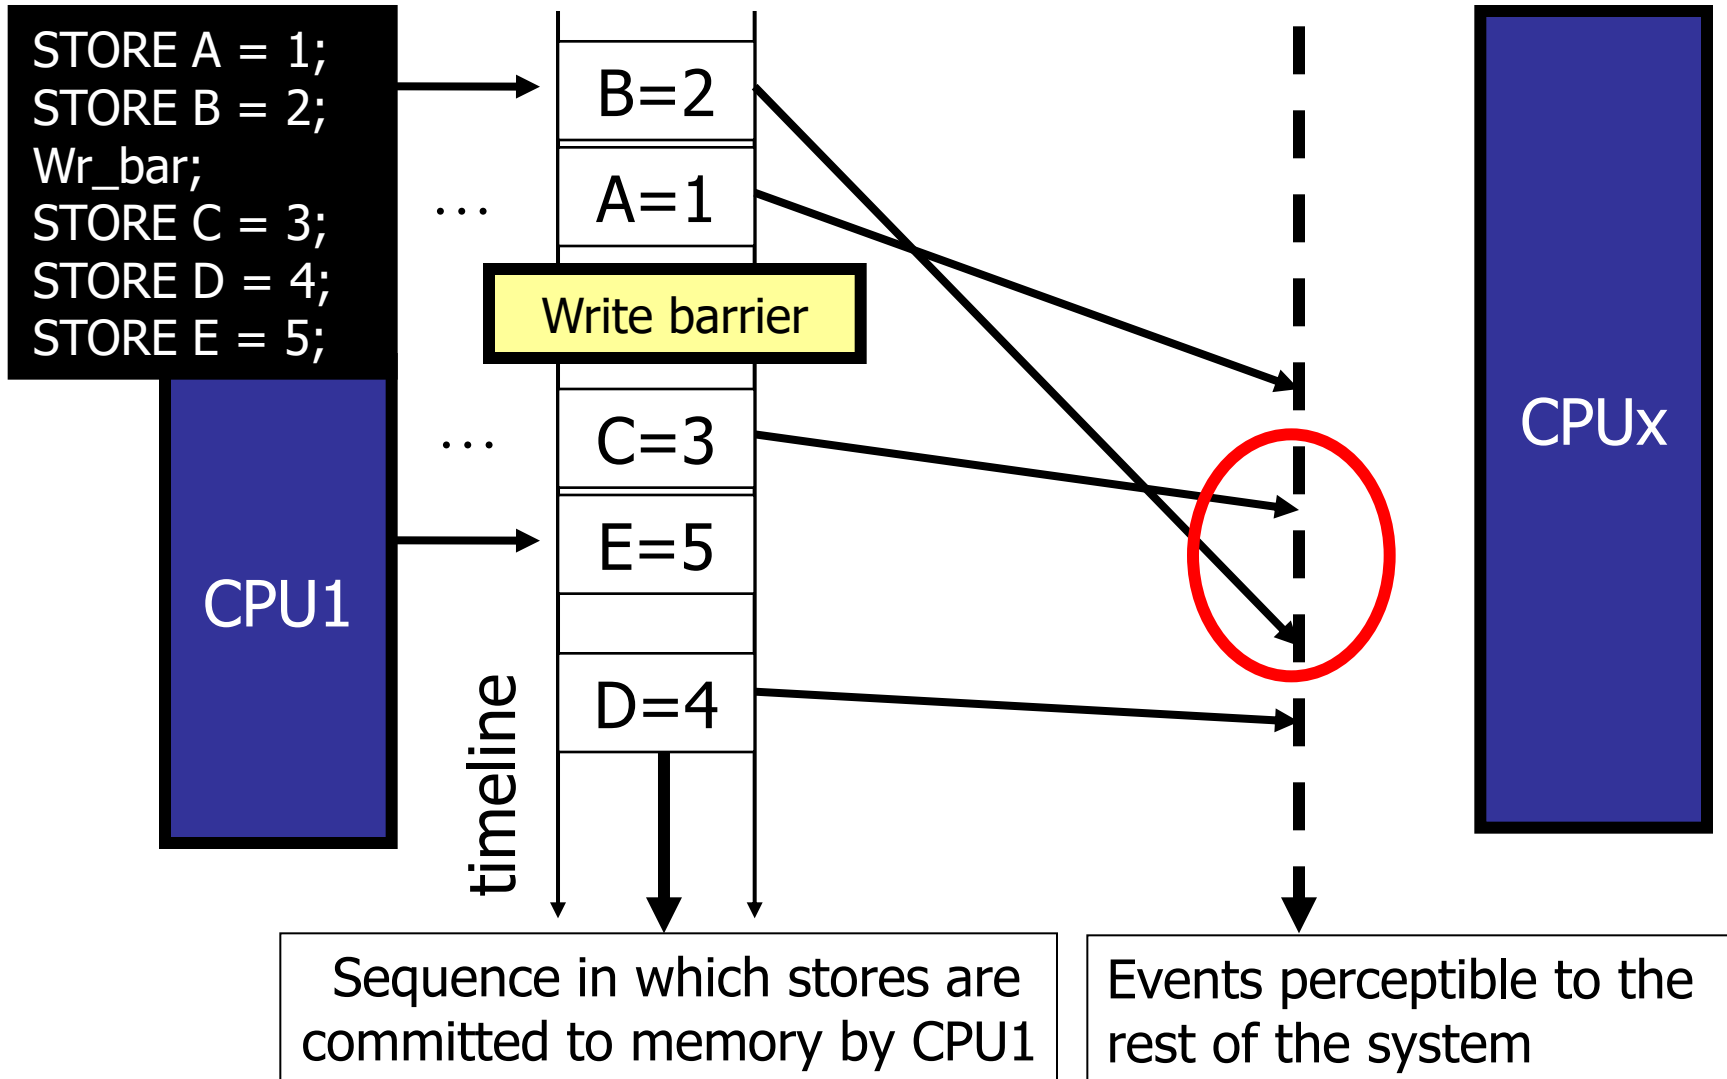 STORE A = 1;
STORE B = 2;
Wr_bar;
STORE C = 3;
STORE D = 4;
STORE E = 5;
CPU1
...
...
B=2
A=1
Write barrier
C=3
E=5
D=4
timeline
CPUx
Sequence in which stores are
committed to memory by CPU1
Events perceptible to the
rest of the system